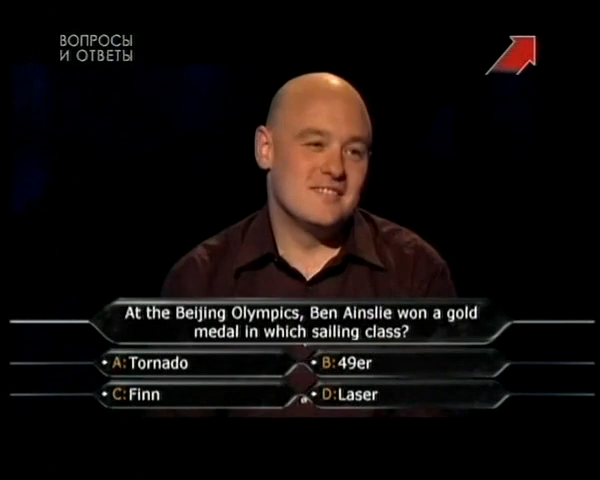 ВОПРОСЫ
И ОТВЕТЫ
At the Beijing Olympics, Ben Ainslie won a gold
medal in which sailing class?
A: Tornado
B: 49er
C: Finn
D: Laser